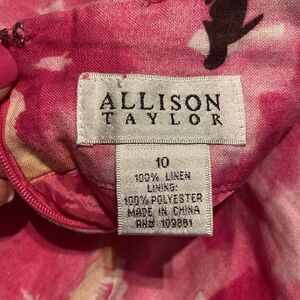 ALLISON
TAYLOR
10
100% LINEN
LINING:
100% POLYESTER
MADE IN CHINA
RN# 109881